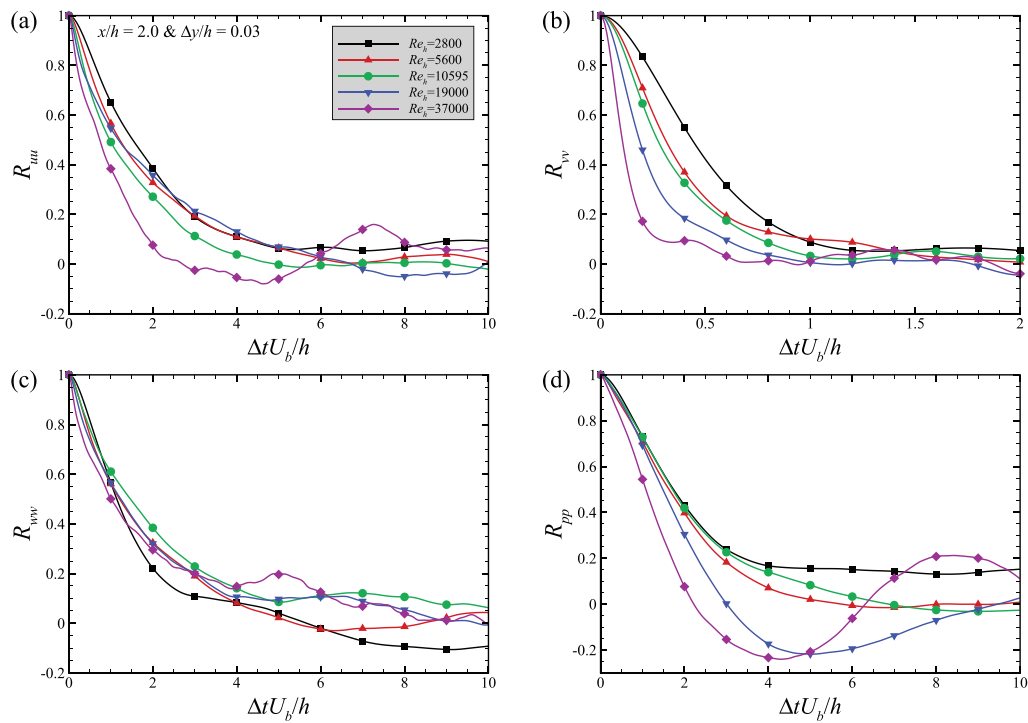 (a)
x/h = 2.0 & Δy/h = 0.03
Re_h=2800
Re_h=5600
Re_h=10595
Re_h=19000
Re_h=37000
R_uu
1
0.8
0.6
0.4
0.2
0
-0.2
0 2 4 6 8 10
ΔtU_b/h
(b)
R_vv
1
0.8
0.6
0.4
0.2
0
-0.2
0 0.5 1 1.5 2
ΔtU_b/h
(c)
R_ww
1
0.8
0.6
0.4
0.2
0
-0.2
0 2 4 6 8 10
ΔtU_b/h
(d)
R_pp
1
0.8
0.6
0.4
0.2
0
-0.2
0 2 4 6 8 10
ΔtU_b/h